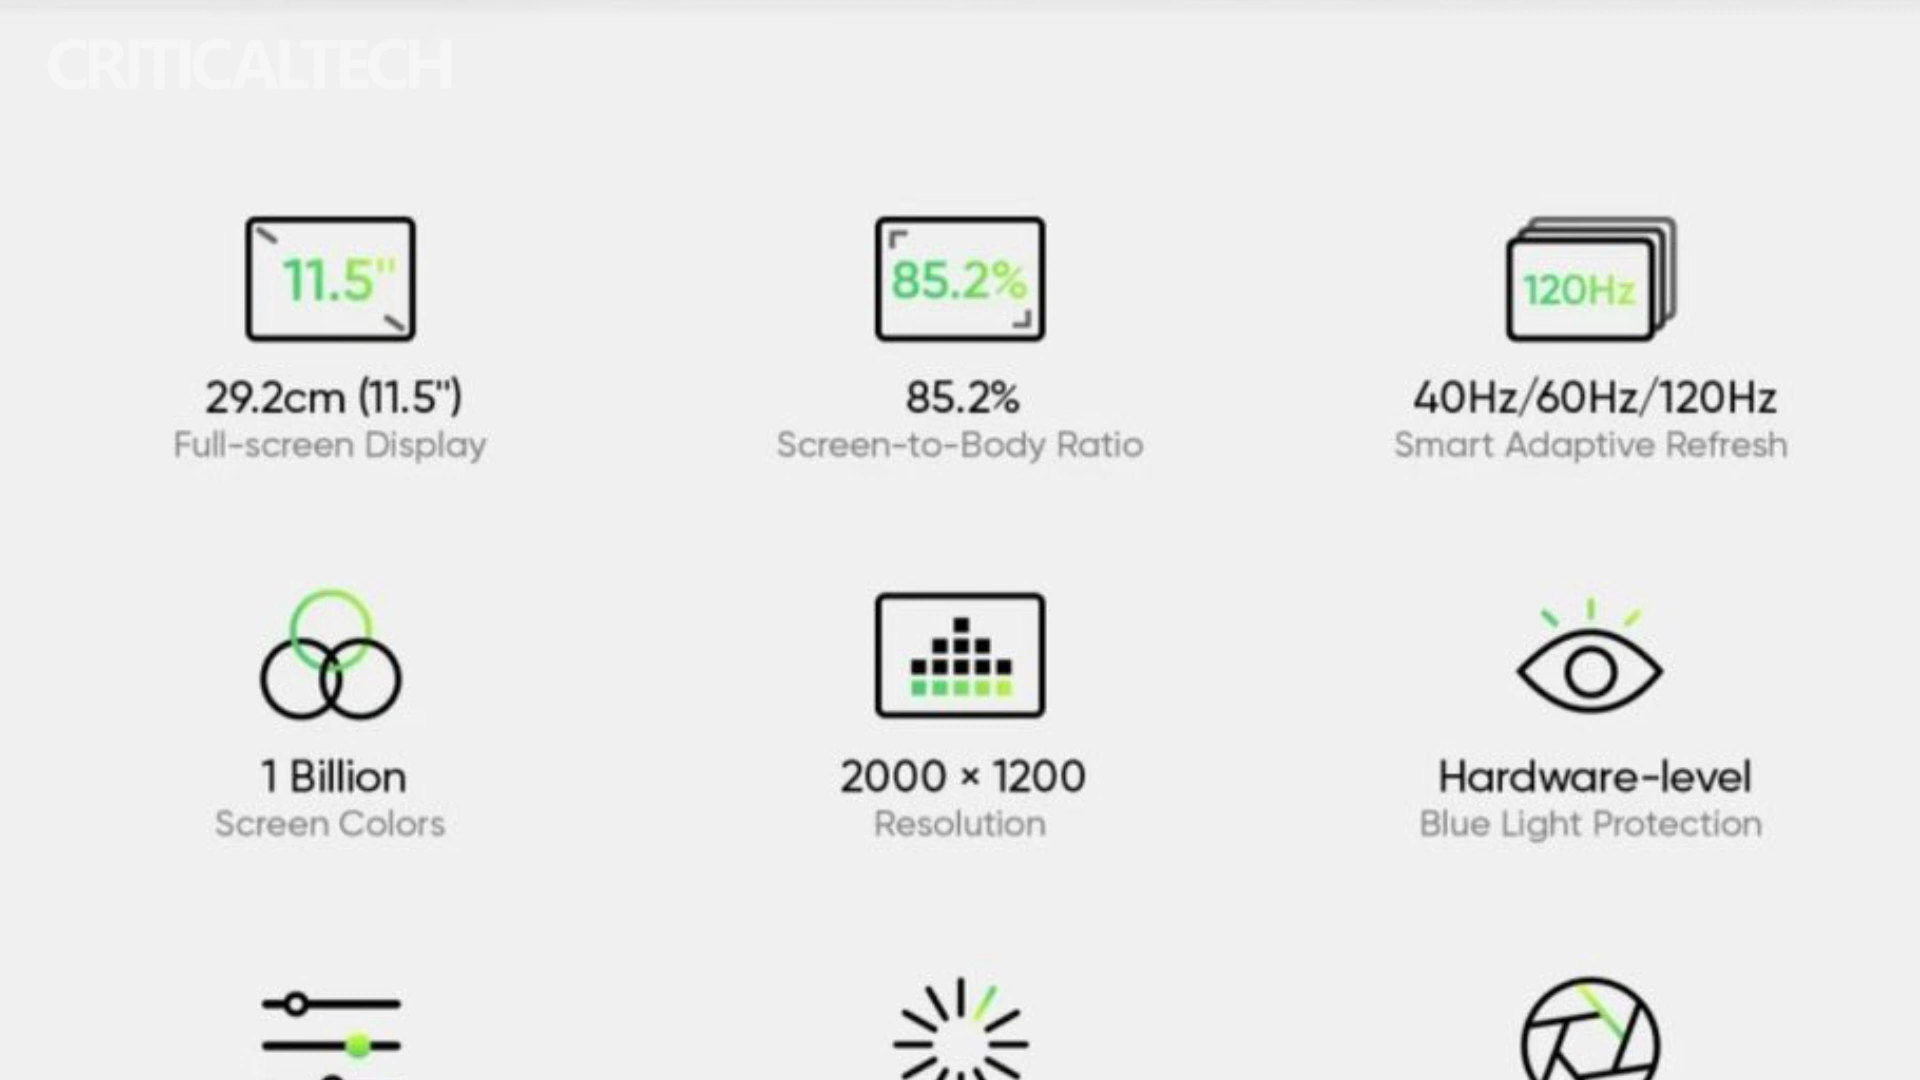 CRITICALTECH
11.5"
85.2%
120Hz
29.2cm (11.5")
85.2%
40Hz/60Hz/120Hz
Full-screen Display
Screen-to-Body Ratio
Smart Adaptive Refresh
1 Billion
2000 × 1200
Hardware-level
Screen Colors
Resolution
Blue Light Protection